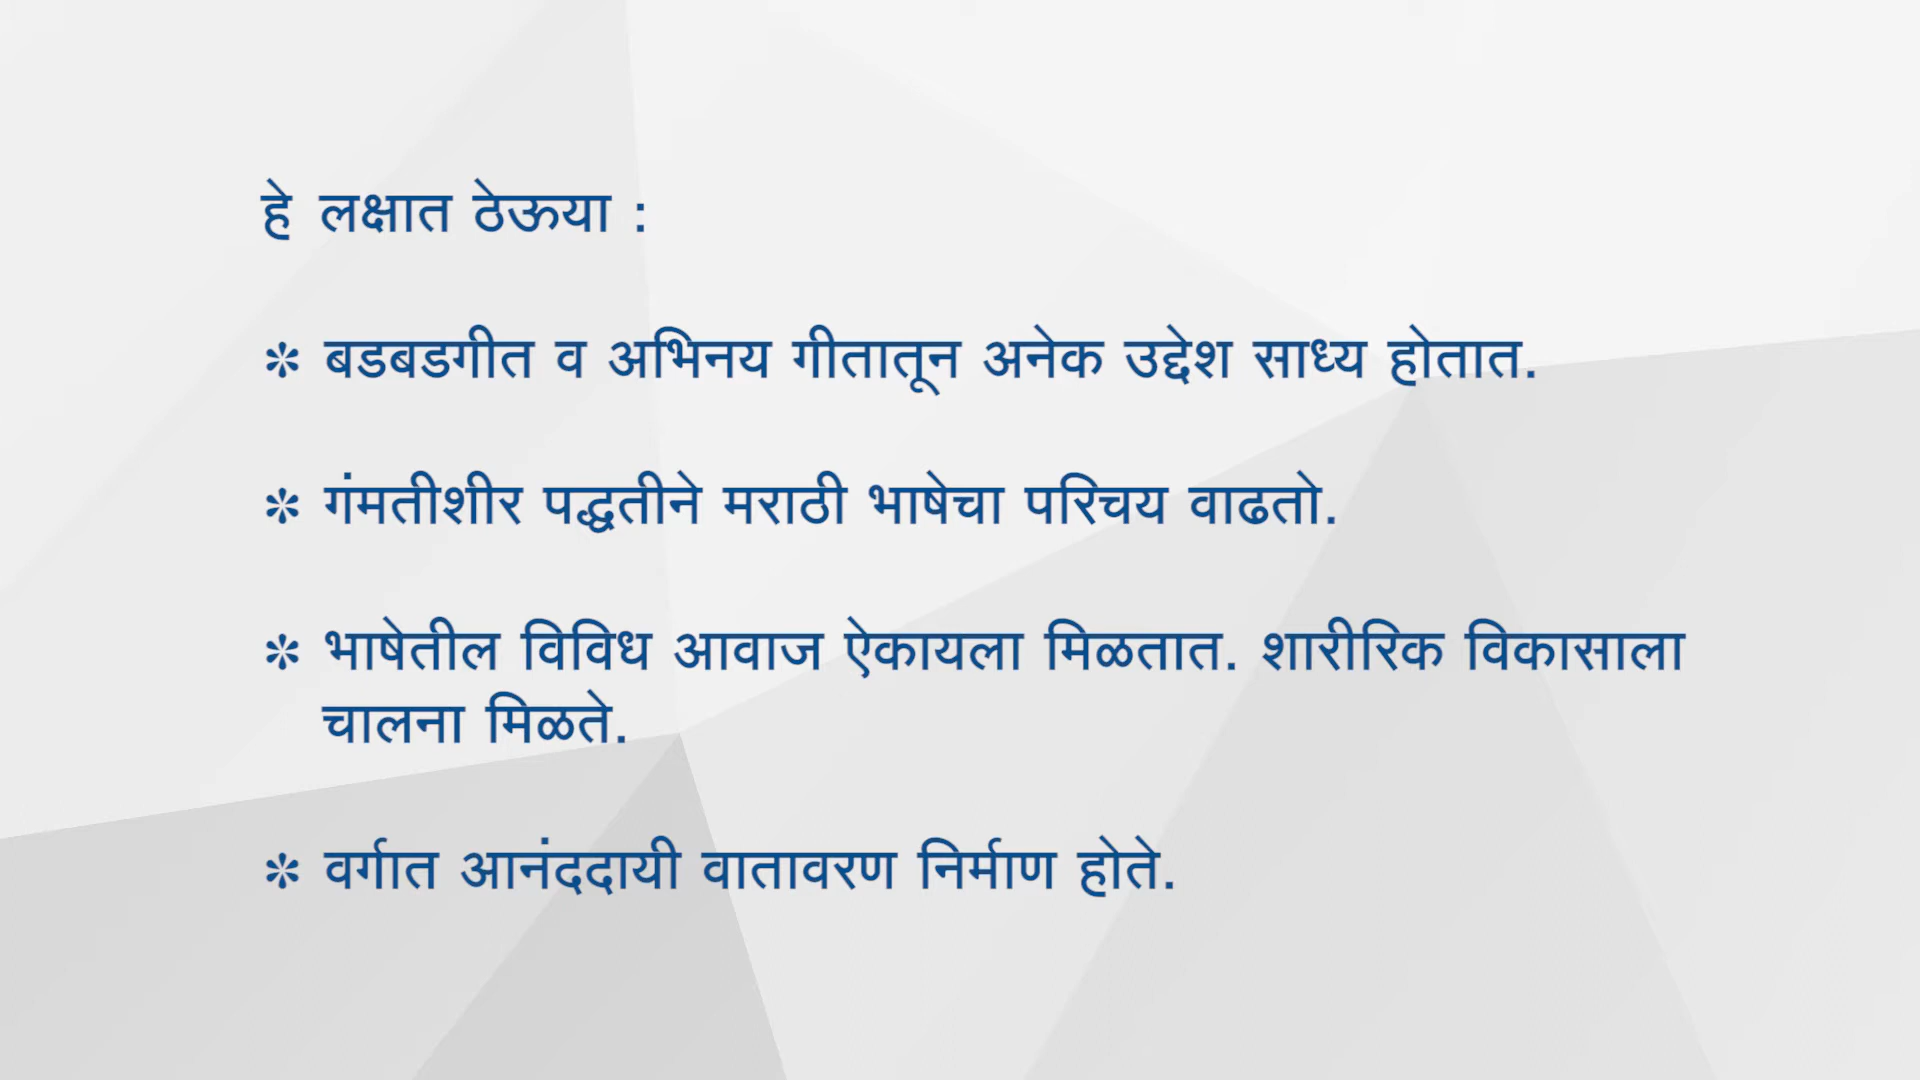 हे लक्षात ठेऊया :
* बडबडगीत व अभिनय गीतातून अनेक उद्देश साध्य होतात.
* गंमतीशीर पद्धतीने मराठी भाषेचा परिचय वाढतो.
* भाषेतील विविध आवाज ऐकायला मिळतात. शारीरिक विकासाला
चालना मिळते.
* वर्गात आनंददायी वातावरण निर्माण होते.